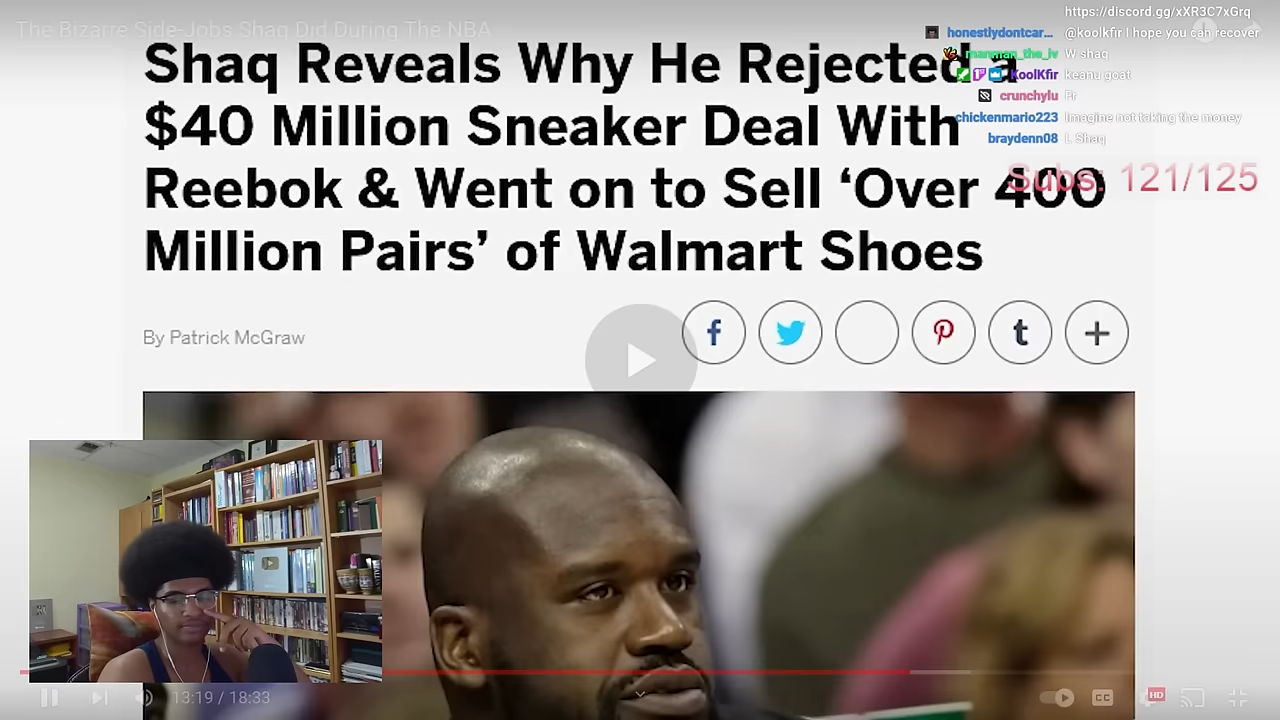 The Bizarre Side-Jobs Shaq Did During The NBA
https://discord.gg/xXR3C7xGrq
honestlydontcar... @koolkfir I hope you can recover
manman_the_lv W shaq
KoolKfir keanu goat
crunchylu Fr
chickenmario223 Imagine not taking the money
braydenn08 L Shaq
Subs: 121/125
Shaq Reveals Why He Rejected a
$40 Million Sneaker Deal With
Reebok & Went on to Sell ‘Over 400
Million Pairs’ of Walmart Shoes
By Patrick McGraw
13:19 / 18:33
CC
HD